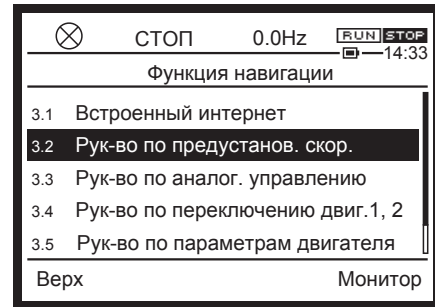 СТОП 0.0Hz RUN STOP
14:33
Функция навигации
3.1 Встроенный интернет
3.2 Рук-во по предустанов. скор.
3.3 Рук-во по аналог. управлению
3.4 Рук-во по переключению двиг.1, 2
3.5 Рук-во по параметрам двигателя
Верх Монитор